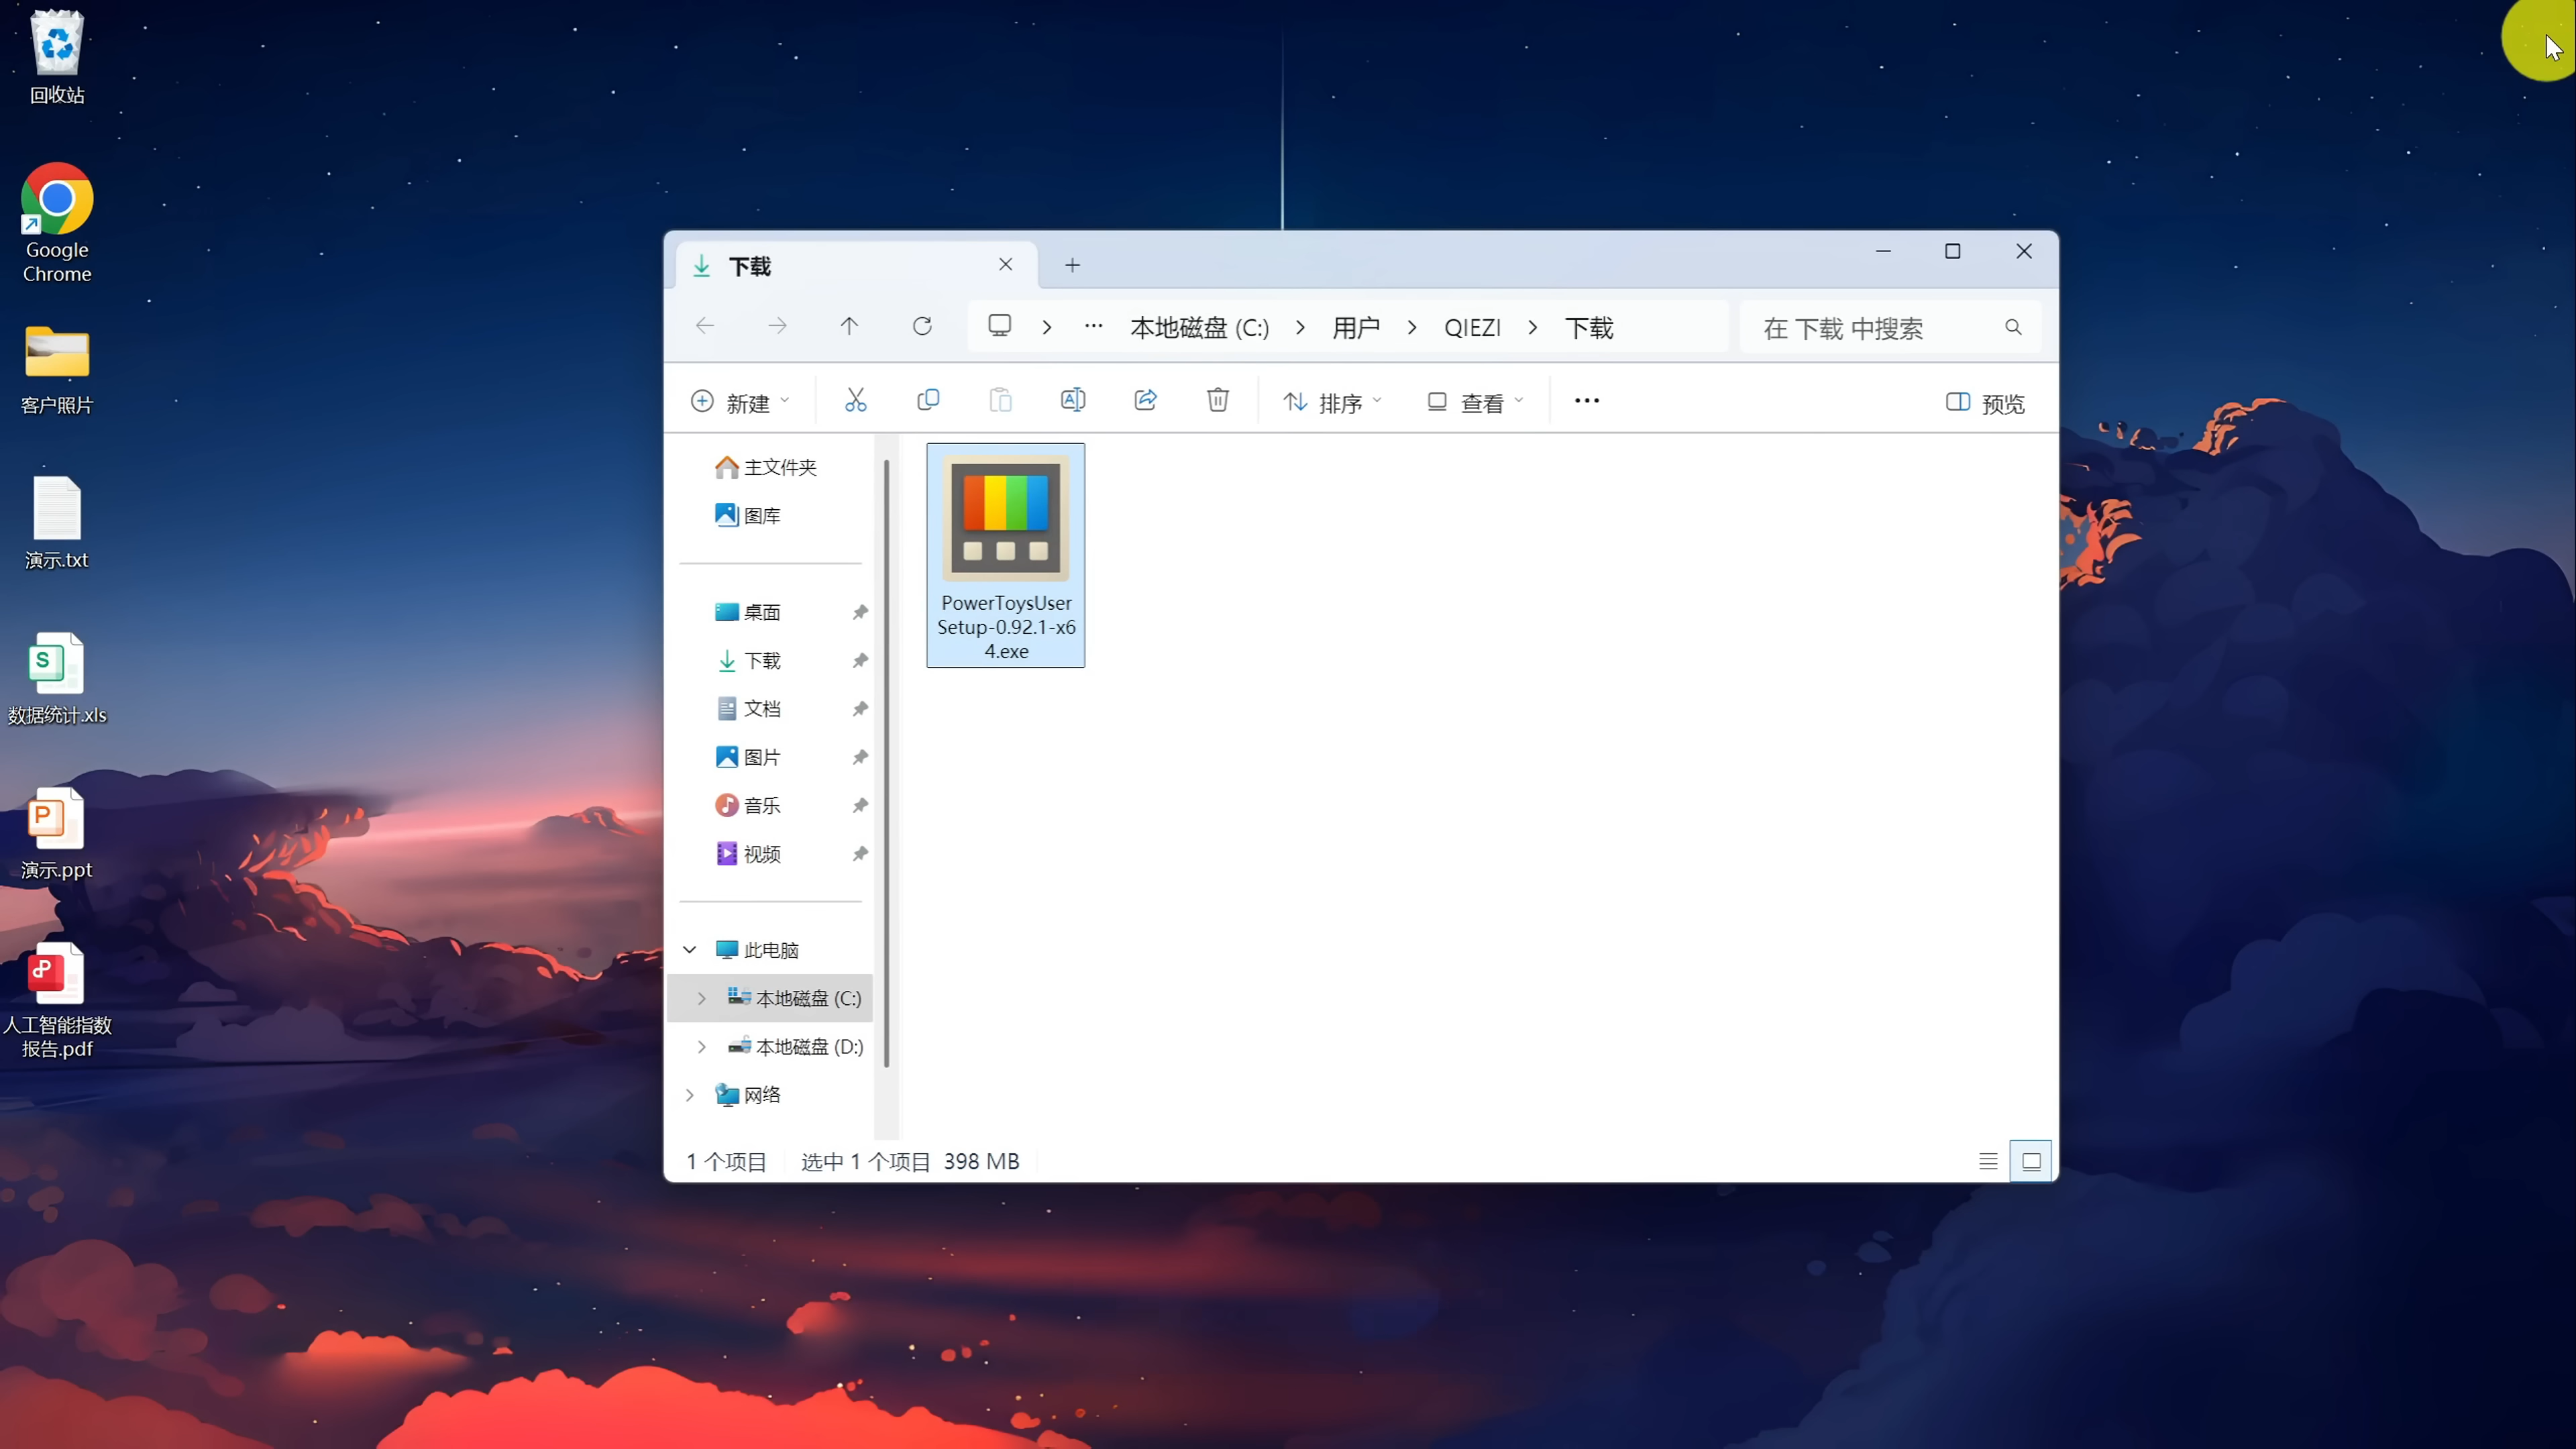 回收站
Google
Chrome
客户照片
演示.txt
数据统计.xls
演示.ppt
人工智能指数
报告.pdf
下载
本地磁盘 (C:) 用户 QIEZI 下载
在 下载 中搜索
新建
排序
查看
预览
主文件夹
图库
桌面
下载
文档
图片
音乐
视频
此电脑
本地磁盘 (C:)
本地磁盘 (D:)
网络
PowerToysUser
Setup-0.92.1-x6
4.exe
1 个项目 选中 1 个项目 398 MB